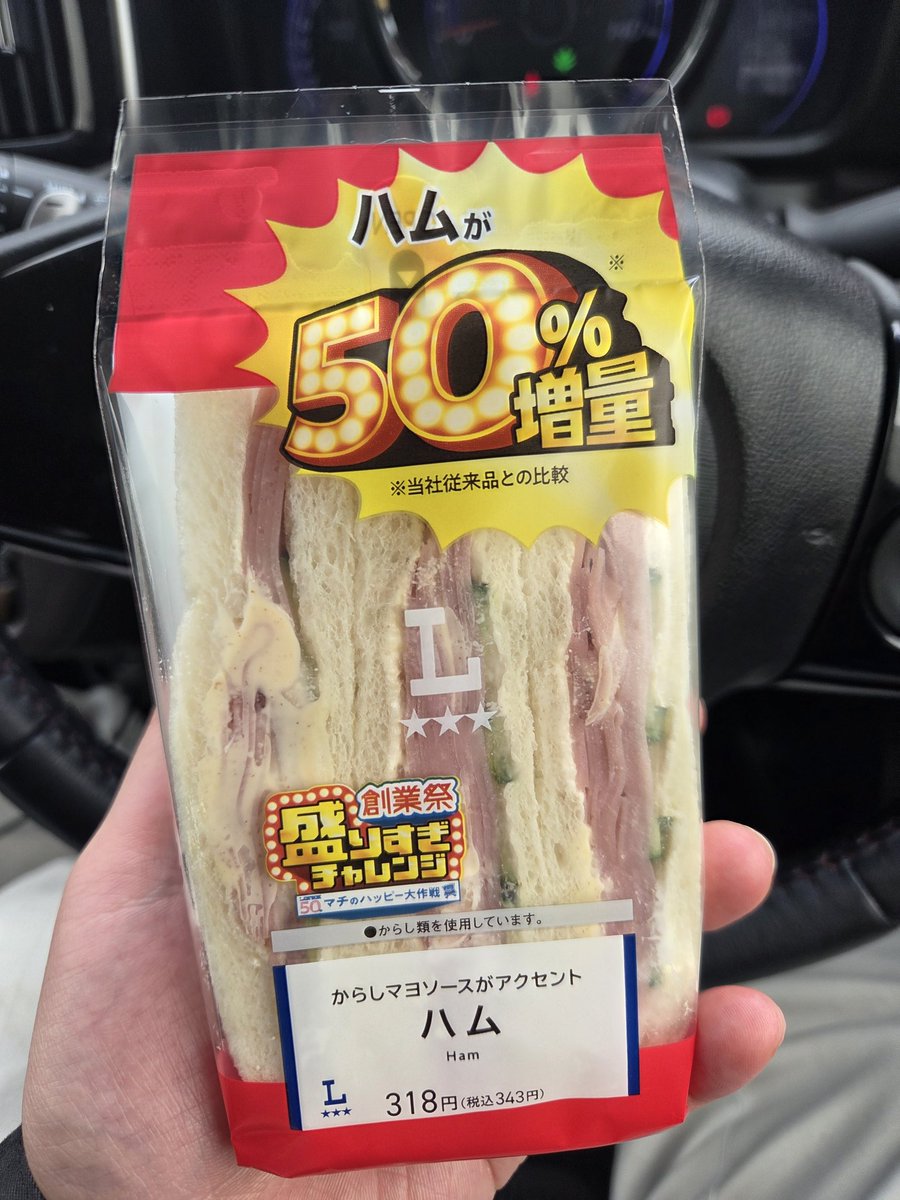 ハムが
50%増量※
※当社従来品との比較
L
創業祭
盛りすぎ
チャレンジ
50th マチのハッピー大作戦
●からし類を使用しています。
からしマヨソースがアクセント
ハム
Ham
L
318円(税込343円)